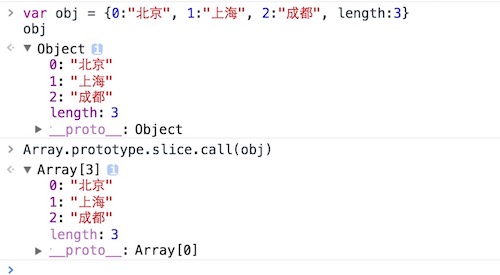 > var obj = {0:"北京", 1:"上海", 2:"成都", length:3}
obj
<· ▼ Object i
0: "北京"
1: "上海"
2: "成都"
length: 3
▶ __proto__: Object
> Array.prototype.slice.call(obj)
<· ▼ Array[3] i
0: "北京"
1: "上海"
2: "成都"
length: 3
▶ __proto__: Array[0]
>